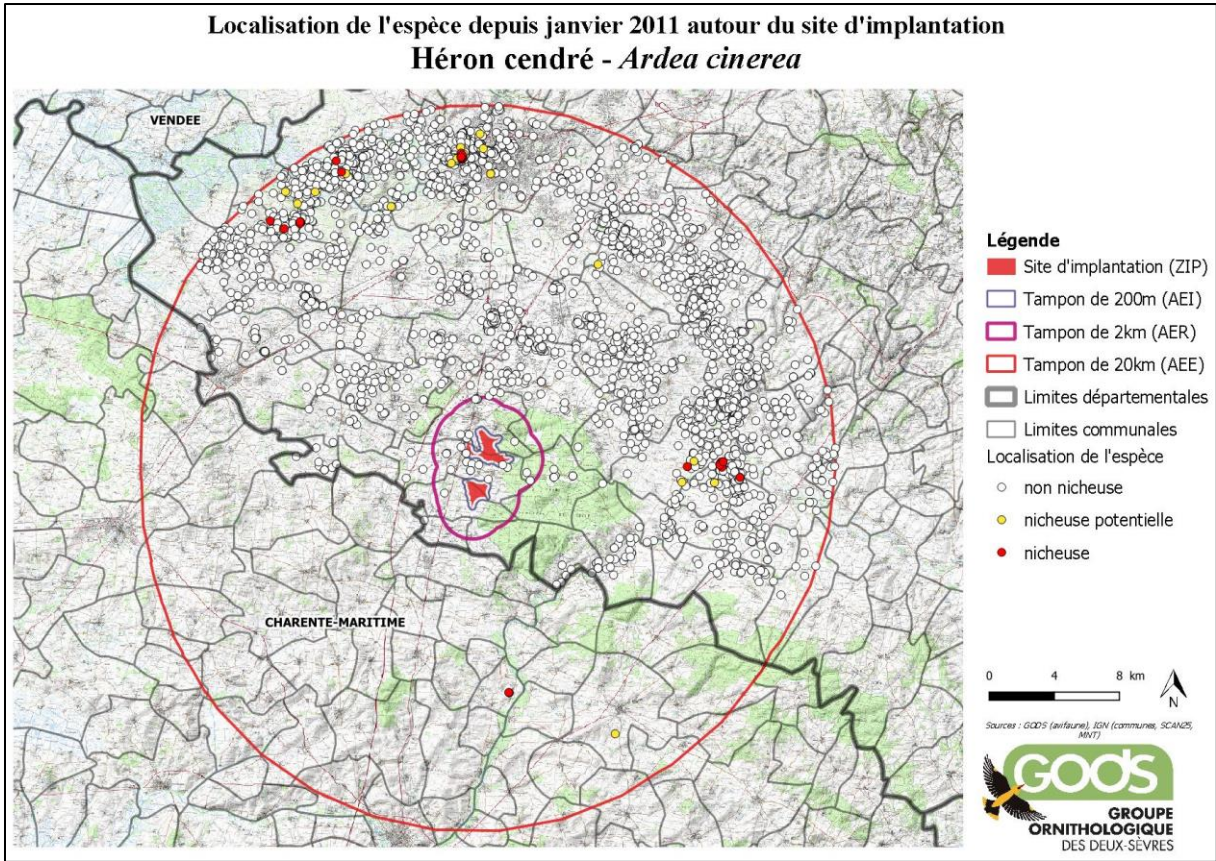 Localisation de l'espèce depuis janvier 2011 autour du site d'implantation
Héron cendré - Ardea cinerea
VENDEE
CHARENTE-MARITIME
Légende
Site d'implantation (ZIP)
Tampon de 200m (AEI)
Tampon de 2km (AER)
Tampon de 20km (AEE)
Limites départementales
Limites communales
Localisation de l'espèce
non nicheuse
nicheuse potentielle
nicheuse
0 4 8 km
N
Sources : GODS (avifaune), IGN (communes, SCAN25,
MNT)
GODS
GROUPE
ORNITHOLOGIQUE
DES DEUX-SÈVRES